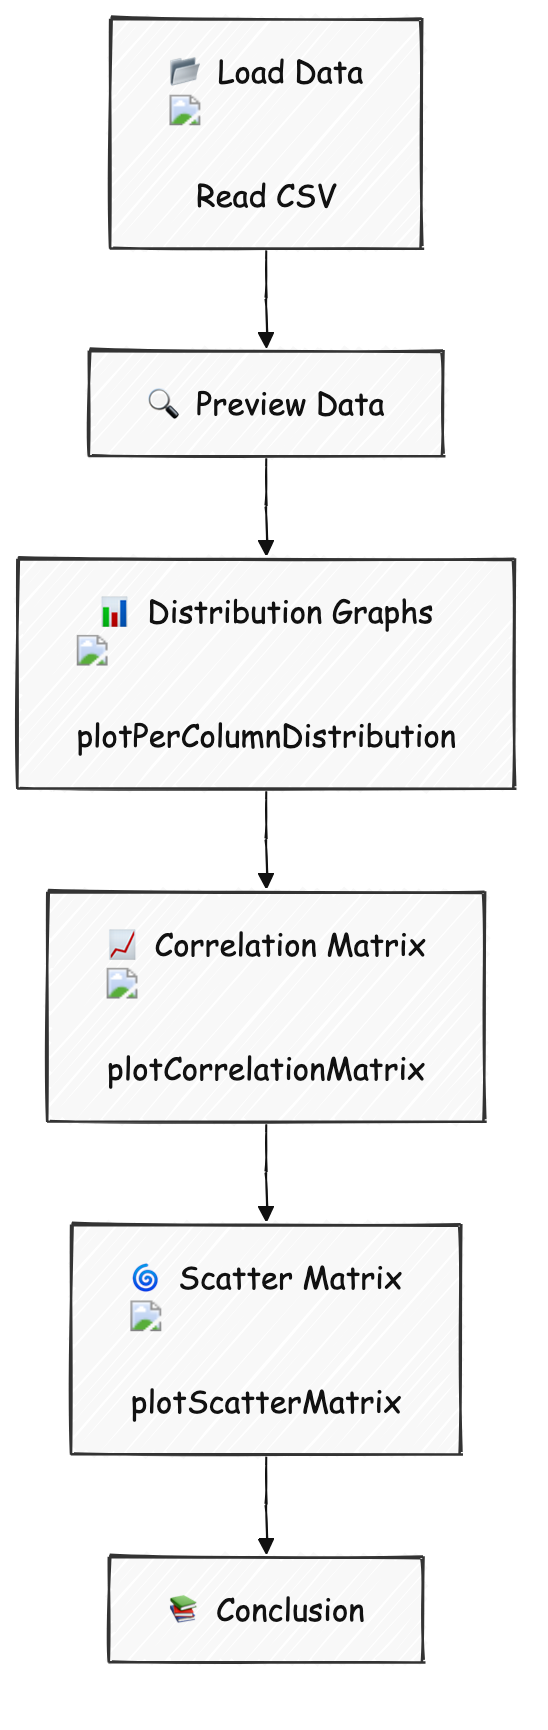 Load Data
Read CSV
Preview Data
Distribution Graphs
plotPerColumnDistribution
Correlation Matrix
plotCorrelationMatrix
Scatter Matrix
plotScatterMatrix
Conclusion